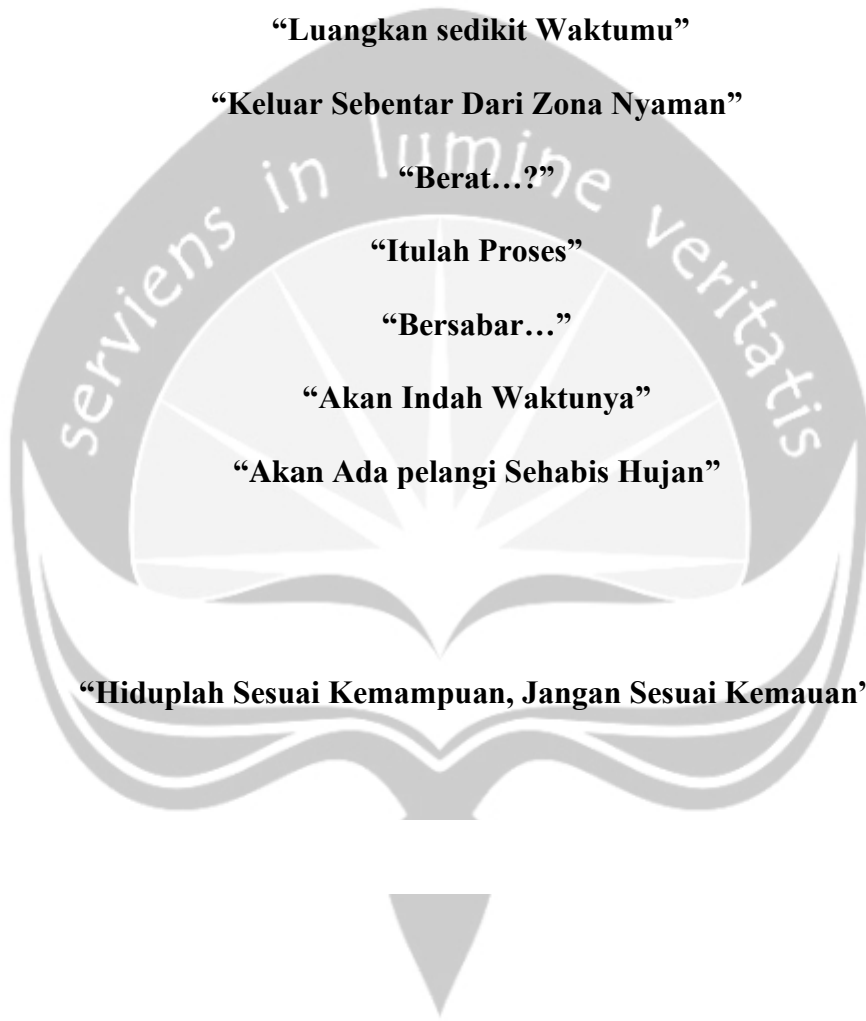 “Luangkan sedikit Waktumu”
“Keluar Sebentar Dari Zona Nyaman”
“Berat…?”
“Itulah Proses”
“Bersabar…”
“Akan Indah Waktunya”
“Akan Ada pelangi Sehabis Hujan”
“Hiduplah Sesuai Kemampuan, Jangan Sesuai Kemauan”
serviens in lumine veritatis